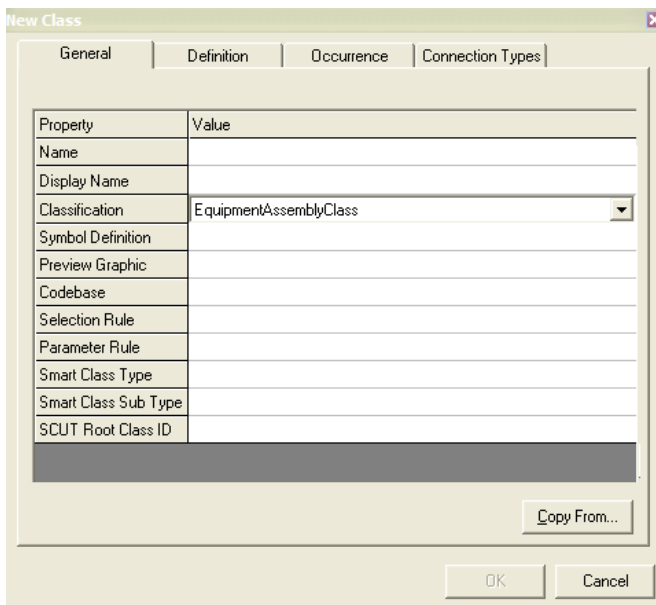 New Class
General Definition Occurrence Connection Types
Property Value
Name
Display Name
Classification EquipmentAssemblyClass
Symbol Definition
Preview Graphic
Codebase
Selection Rule
Parameter Rule
Smart Class Type
Smart Class Sub Type
SCUT Root Class ID
Copy From...
OK Cancel